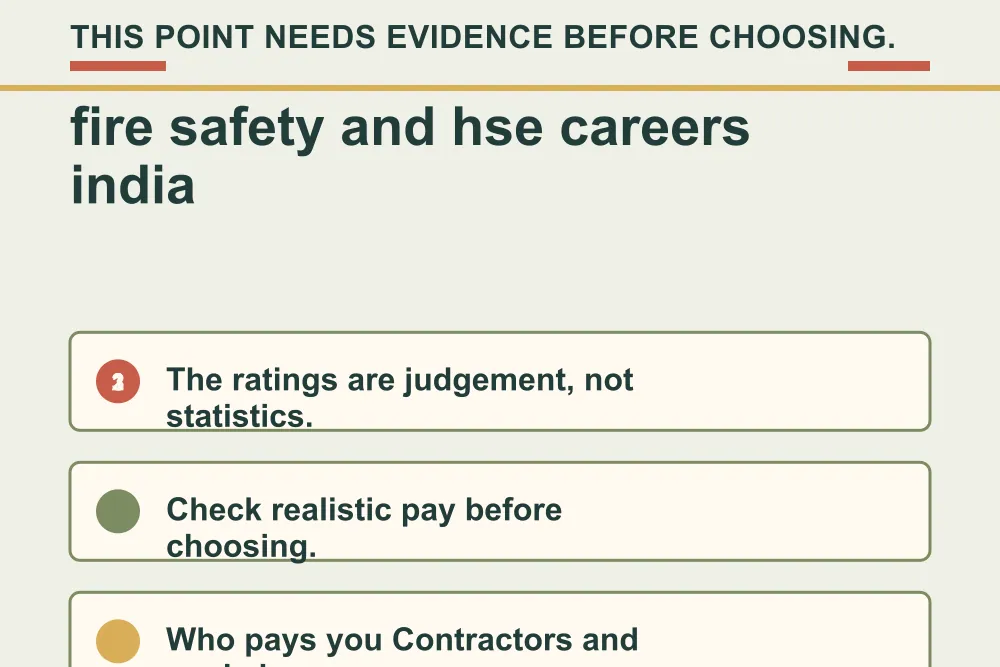 THIS POINT NEEDS EVIDENCE BEFORE CHOOSING.
fire safety and hse careers
india
The ratings are judgement, not
statistics.
Check realistic pay before
choosing.
Who pays you Contractors and